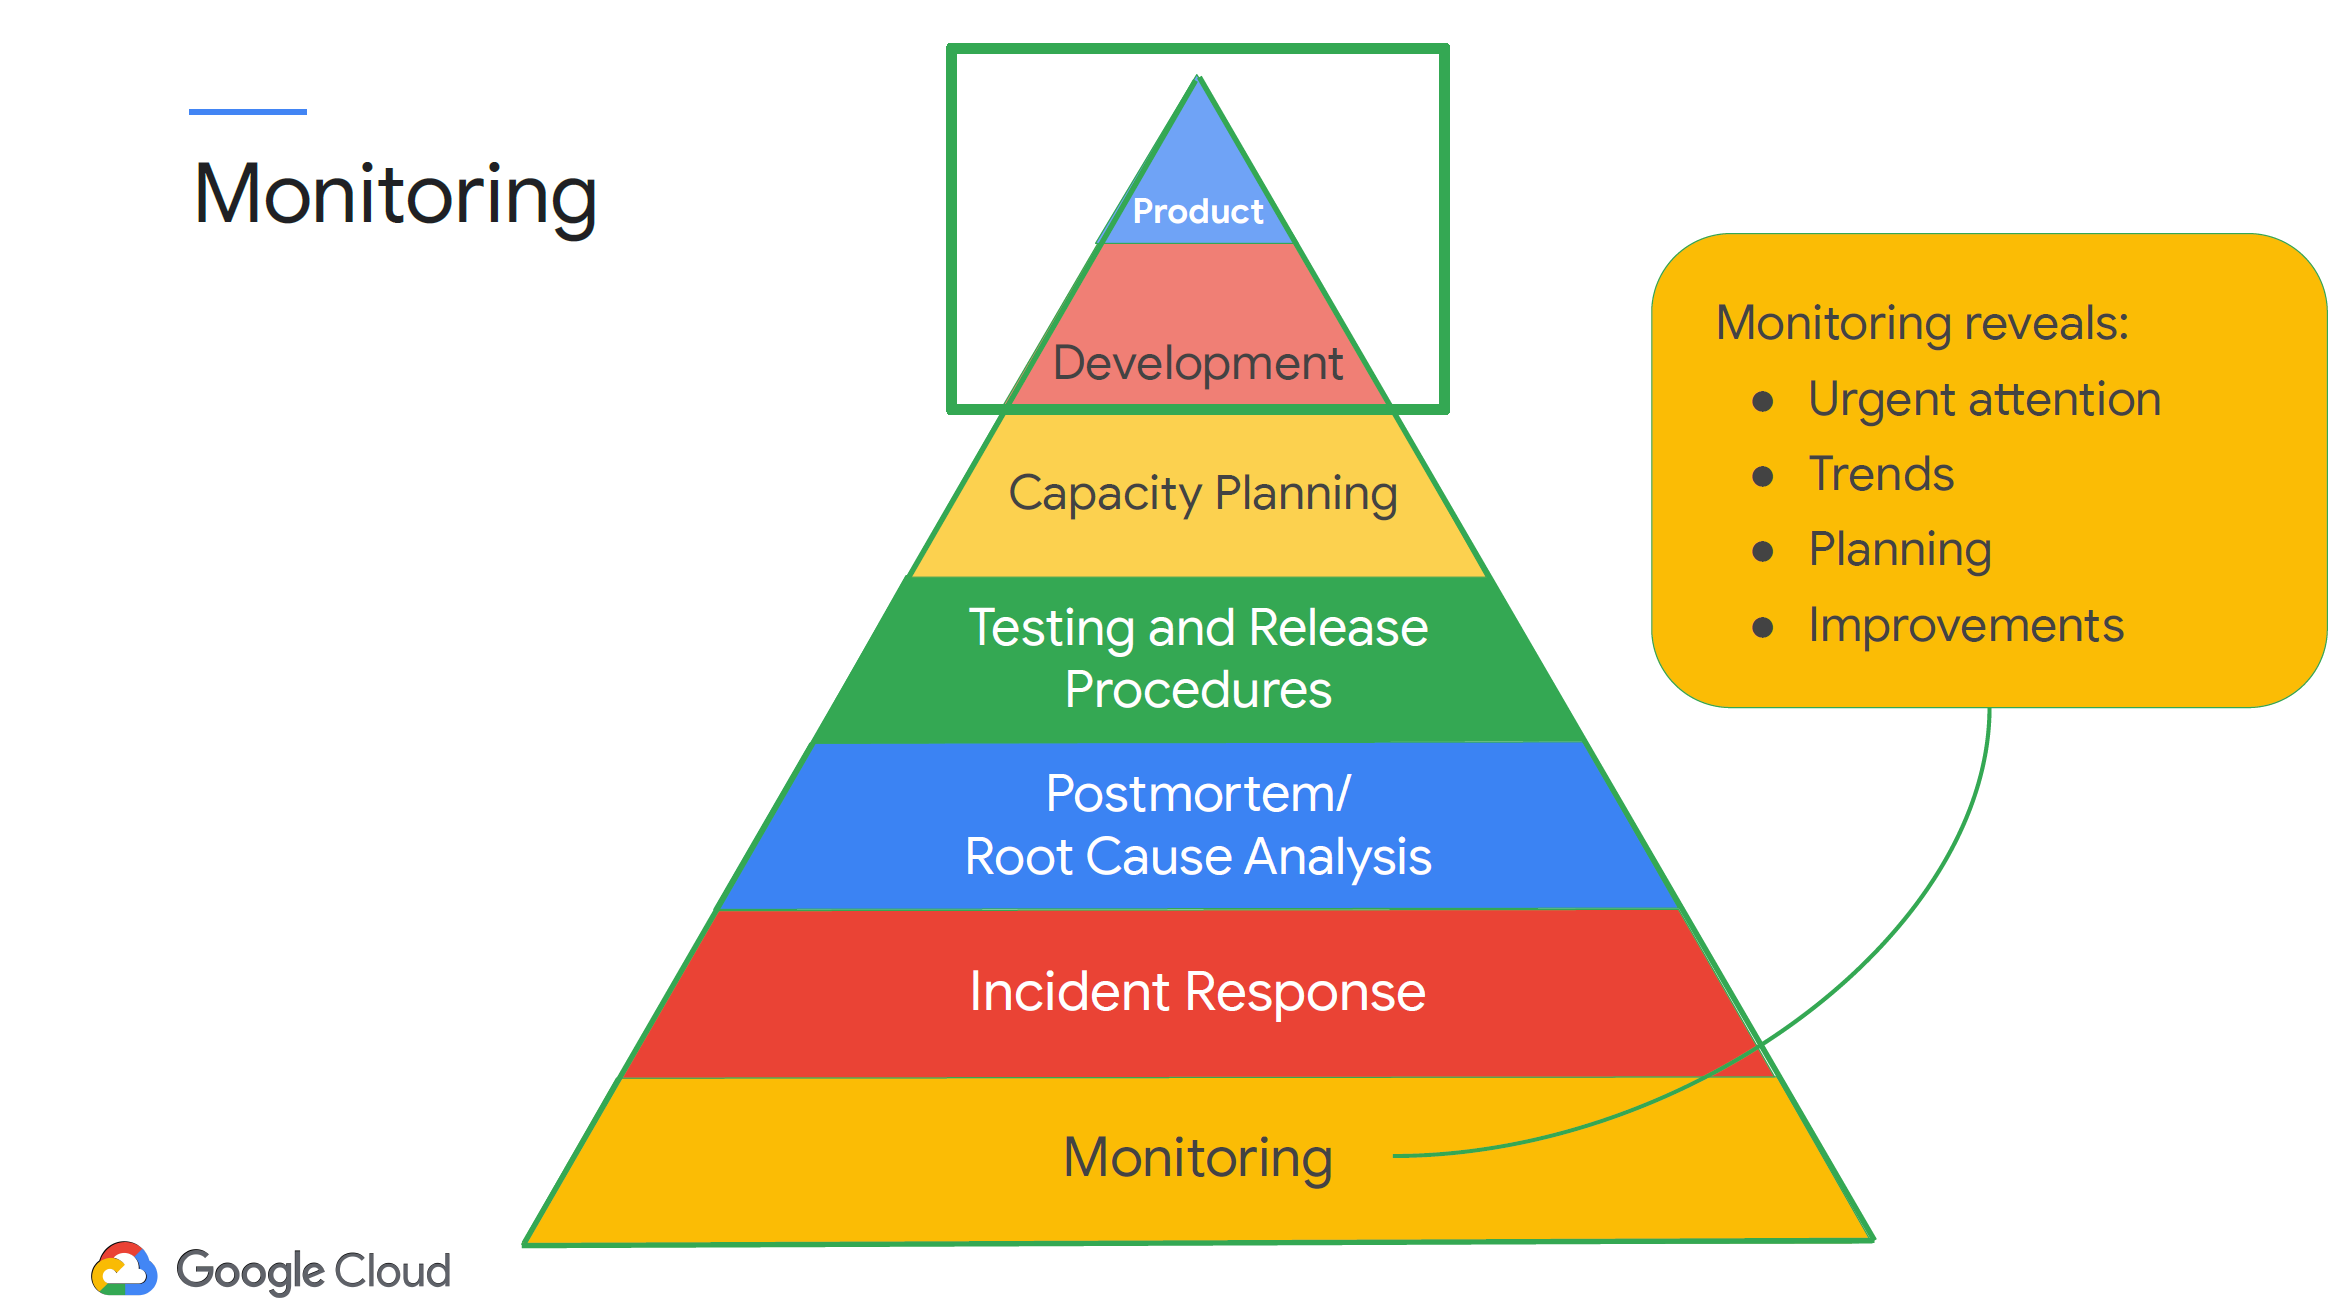 Monitoring
Product
Development
Capacity Planning
Testing and Release
Procedures
Postmortem/
Root Cause Analysis
Incident Response
Monitoring
Monitoring reveals:
● Urgent attention
● Trends
● Planning
● Improvements
Google Cloud